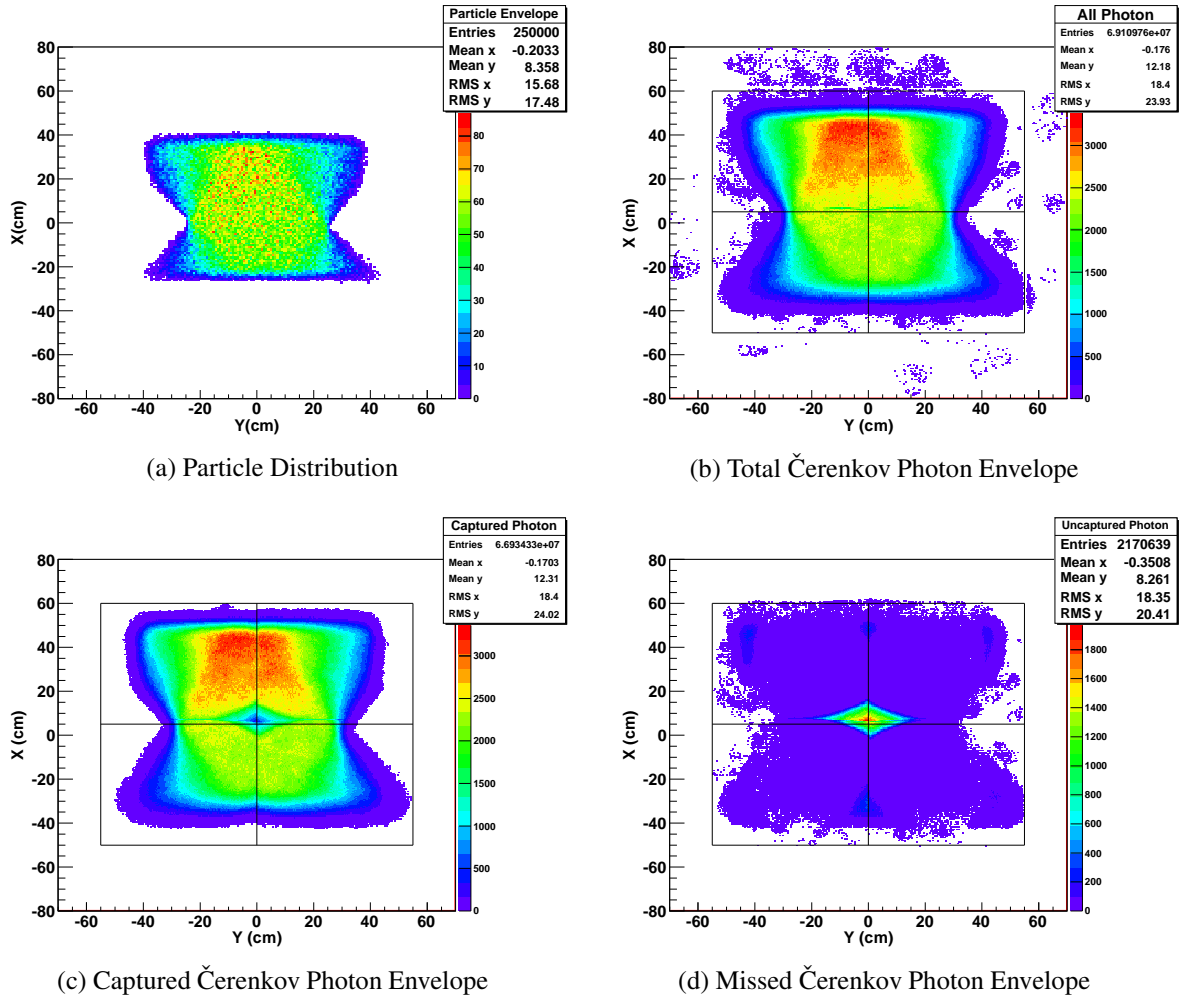 Particle Envelope
Entries 250000
Mean x -0.2033
Mean y 8.358
RMS x 15.68
RMS y 17.48
80
60
40
20
0
-20
-40
-60
-80
X(cm)
-60 -40 -20 0 20 40 60
Y(cm)
80
70
60
50
40
30
20
10
0
(a) Particle Distribution
All Photon
Entries 6.910976e+07
Mean x -0.176
Mean y 12.18
RMS x 18.4
RMS y 23.93
80
60
40
20
0
-20
-40
-60
-80
X (cm)
-60 -40 -20 0 20 40 60
Y (cm)
3000
2500
2000
1500
1000
500
0
(b) Total Čerenkov Photon Envelope
Captured Photon
Entries 6.693433e+07
Mean x -0.1703
Mean y 12.31
RMS x 18.4
RMS y 24.02
80
60
40
20
0
-20
-40
-60
-80
X (cm)
-60 -40 -20 0 20 40 60
Y (cm)
3000
2500
2000
1500
1000
500
0
(c) Captured Čerenkov Photon Envelope
Uncaptured Photon
Entries 2170639
Mean x -0.3508
Mean y 8.261
RMS x 18.35
RMS y 20.41
80
60
40
20
0
-20
-40
-60
-80
X (cm)
-60 -40 -20 0 20 40 60
Y (cm)
1800
1600
1400
1200
1000
800
600
400
200
0
(d) Missed Čerenkov Photon Envelope